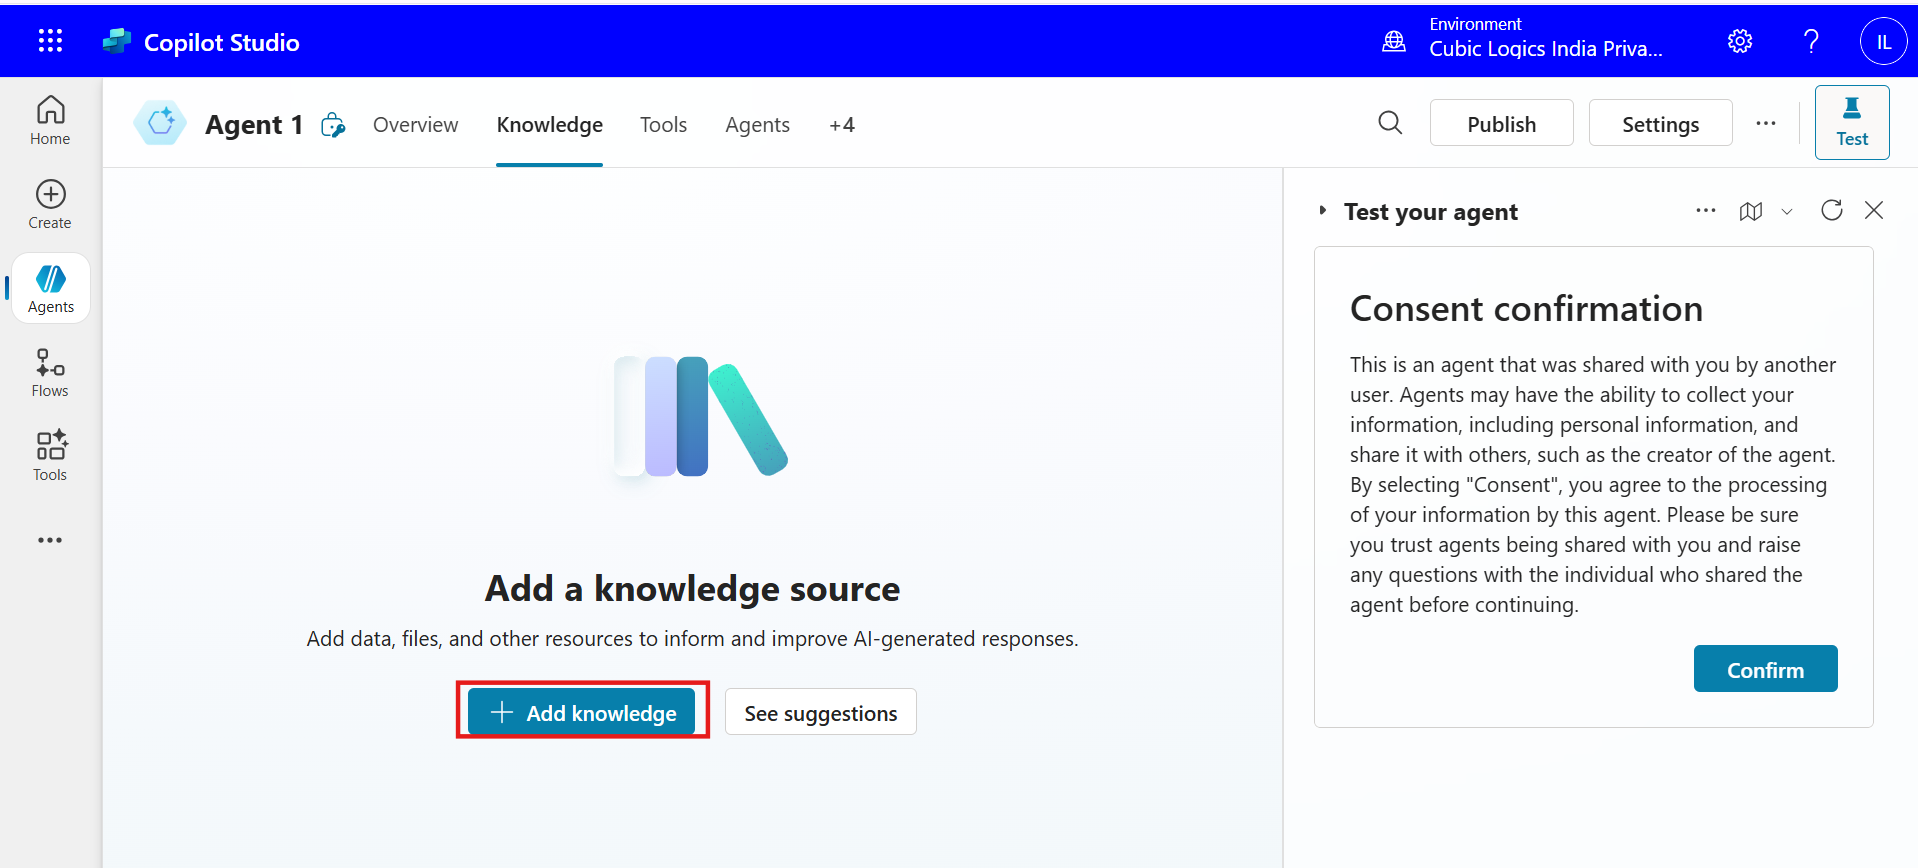 Copilot Studio
Environment
Cubic Logics India Priva...
?
IL
Home
Create
Agents
Flows
Tools
Agent 1
Overview
Knowledge
Tools
Agents
+4
Publish
Settings
Test
Add a knowledge source
Add data, files, and other resources to inform and improve AI-generated responses.
+ Add knowledge
See suggestions
Test your agent
Consent confirmation
This is an agent that was shared with you by another
user. Agents may have the ability to collect your
information, including personal information, and
share it with others, such as the creator of the agent.
By selecting "Consent", you agree to the processing
of your information by this agent. Please be sure
you trust agents being shared with you and raise
any questions with the individual who shared the
agent before continuing.
Confirm